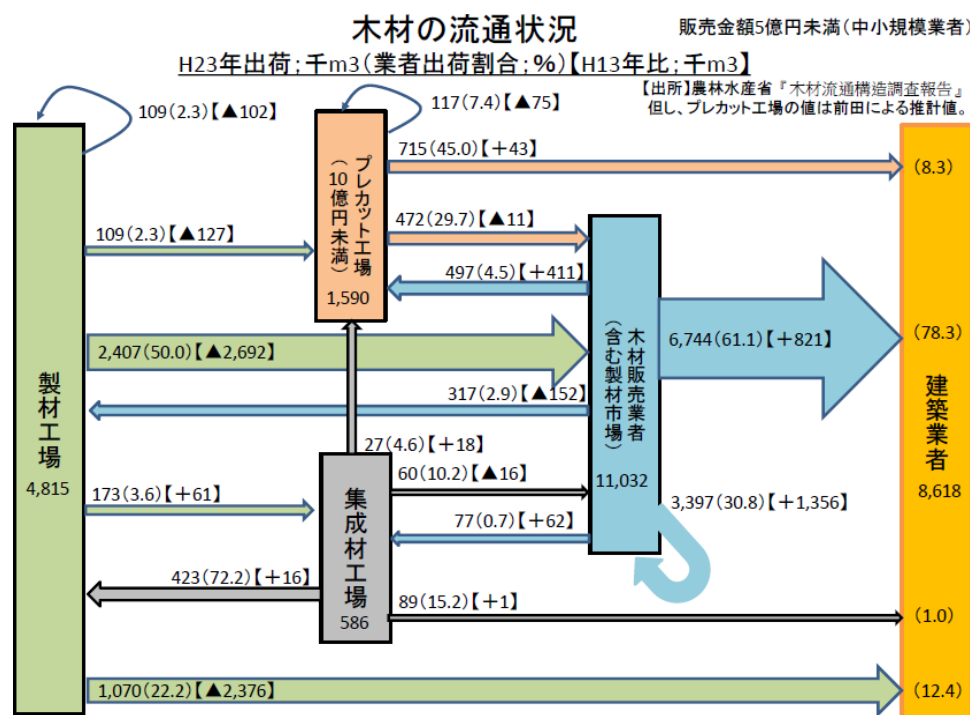 木材の流通状況
販売金額5億円未満(中小規模業者)
H23年出荷;千m3(業者出荷割合;%)【H13年比;千m3】
【出所】農林水産省『木材流通構造調査報告』
但し、プレカット工場の値は前田による推計値。
109(2.3)【▲102】
117(7.4)【▲75】
715(45.0)【+43】
(8.3)
プレカット工場
(10億円未満)
1,590
472(29.7)【▲11】
109(2.3)【▲127】
497(4.5)【+411】
2,407(50.0)【▲2,692】
6,744(61.1)【+821】
(78.3)
木材販売業者
(含む製材市場)
11,032
317(2.9)【▲152】
製材工場
4,815
建築業者
8,618
27(4.6)【+18】
60(10.2)【▲16】
173(3.6)【+61】
集成材工場
586
77(0.7)【+62】
3,397(30.8)【+1,356】
423(72.2)【+16】
89(15.2)【+1】
(1.0)
1,070(22.2)【▲2,376】
(12.4)